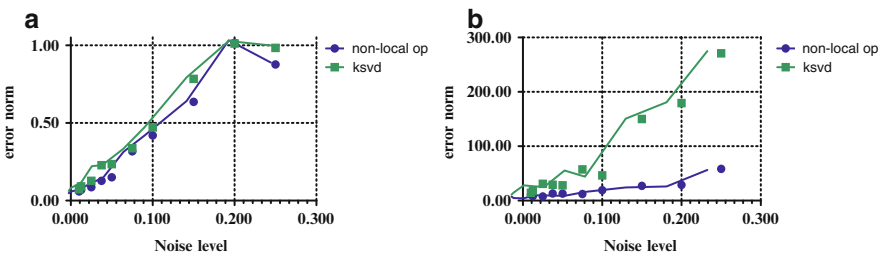 a
1.00
0.50
0.00
error norm
0.000
0.100
0.200
0.300
Noise level
non-local op
ksvd
b
300.00
200.00
100.00
0.00
error norm
0.000
0.100
0.200
0.300
Noise level
non-local op
ksvd